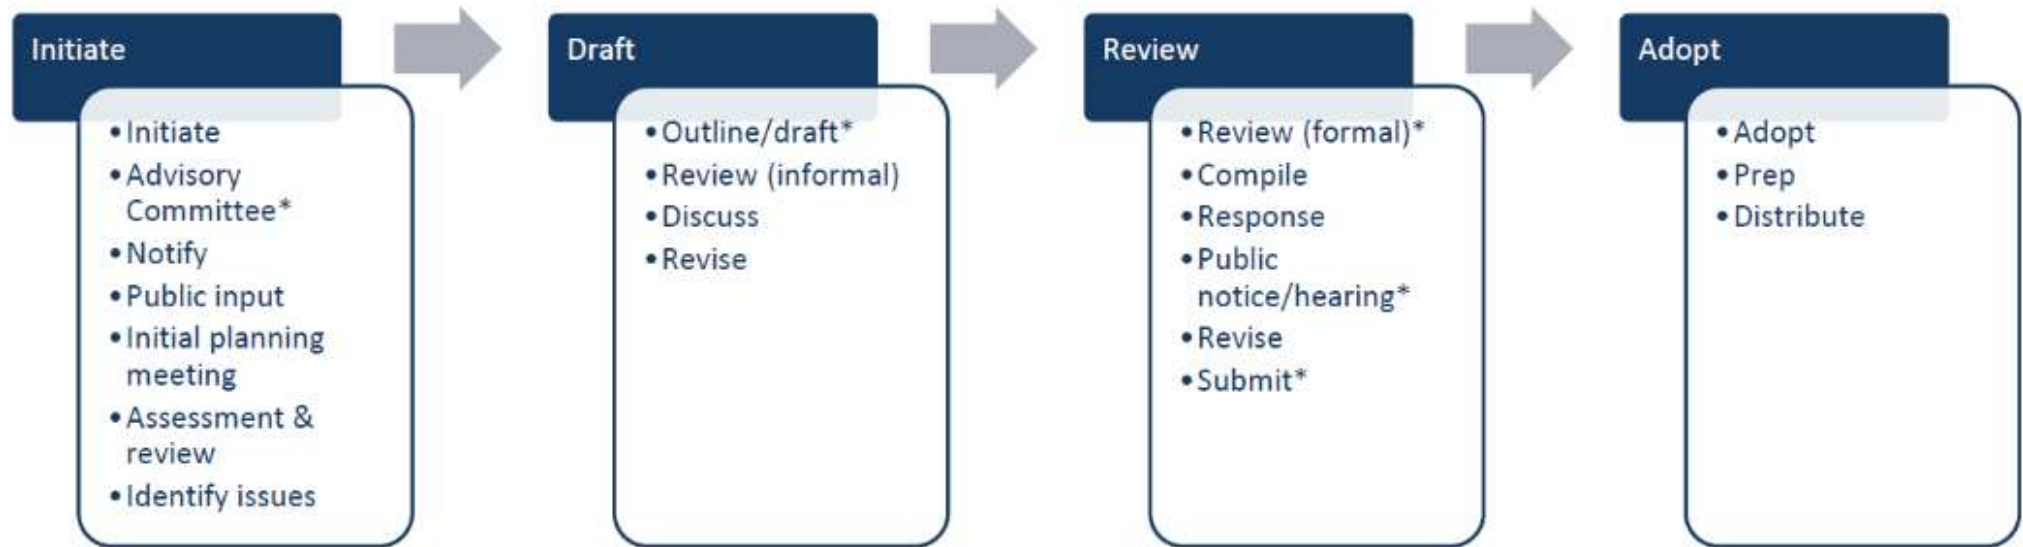 Initiate
• Initiate
• Advisory
Committee*
• Notify
• Public input
• Initial planning
meeting
• Assessment &
review
• Identify issues
Draft
• Outline/draft*
• Review (informal)
• Discuss
• Revise
Review
• Review (formal)*
• Compile
• Response
• Public
notice/hearing*
• Revise
• Submit*
Adopt
• Adopt
• Prep
• Distribute